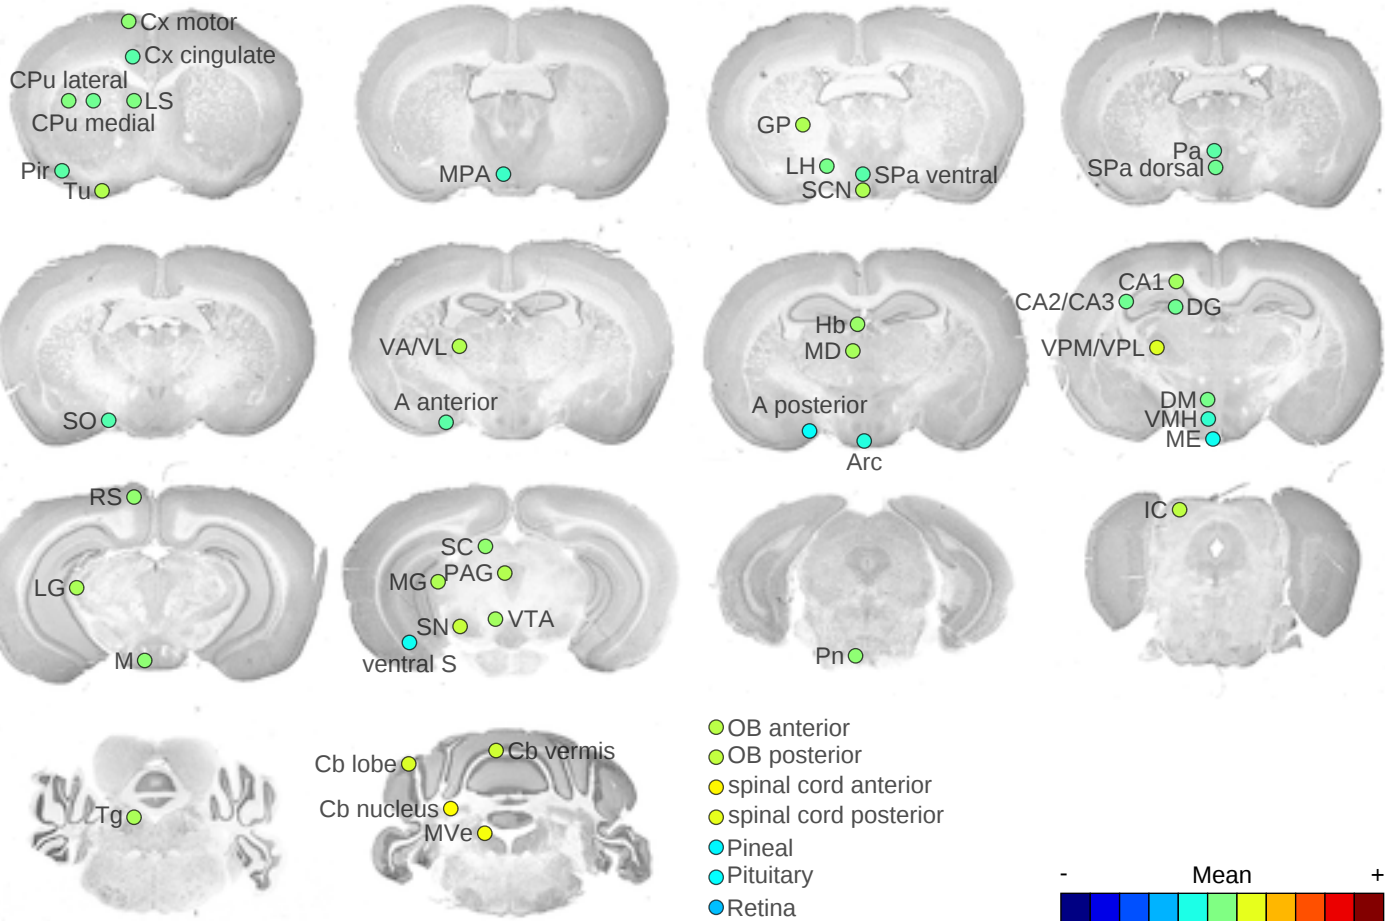 Cx motor
Cx cingulate
CPu lateral
LS
CPu medial
Pir
Tu
MPA
GP
LH
SPa ventral
SCN
Pa
SPa dorsal
SO
VA/VL
A anterior
Hb
MD
A posterior
Arc
CA1
CA2/CA3
DG
VPM/VPL
DM
VMH
ME
RS
LG
M
SC
MG
PAG
SN
VTA
ventral S
Pn
IC
Tg
Cb lobe
Cb vermis
Cb nucleus
MVe
OB anterior
OB posterior
spinal cord anterior
spinal cord posterior
Pineal
Pituitary
Retina
- Mean +